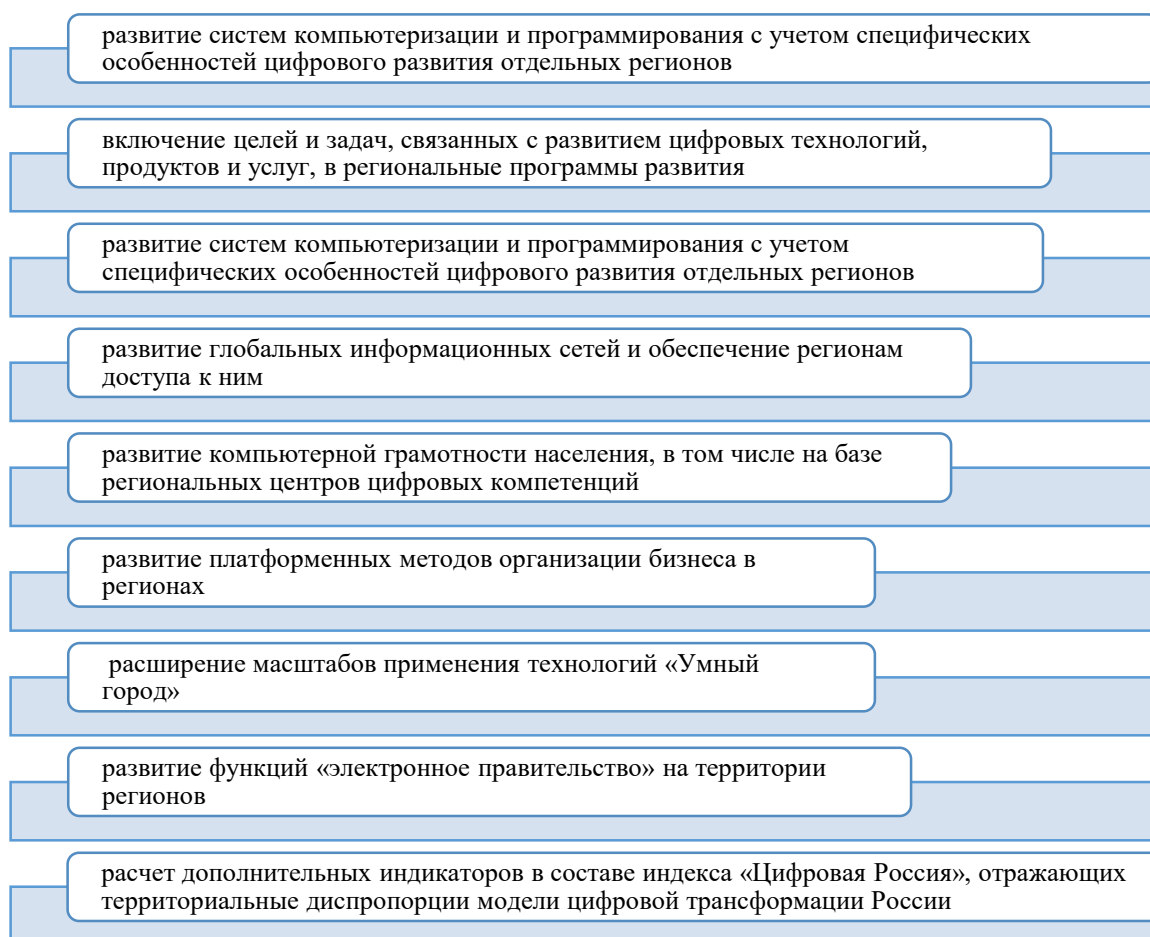 развитие систем компьютеризации и программирования с учетом специфических
особенностей цифрового развития отдельных регионов
включение целей и задач, связанных с развитием цифровых технологий,
продуктов и услуг, в региональные программы развития
развитие систем компьютеризации и программирования с учетом
специфических особенностей цифрового развития отдельных регионов
развитие глобальных информационных сетей и обеспечение регионам
доступа к ним
развитие компьютерной грамотности населения, в том числе на базе
региональных центров цифровых компетенций
развитие платформенных методов организации бизнеса в
регионах
расширение масштабов применения технологий «Умный
город»
развитие функций «электронное правительство» на территории
регионов
расчет дополнительных индикаторов в составе индекса «Цифровая Россия», отражающих
территориальные диспропорции модели цифровой трансформации России